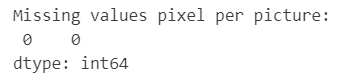 Missing values pixel per picture:
 0    0
dtype: int64